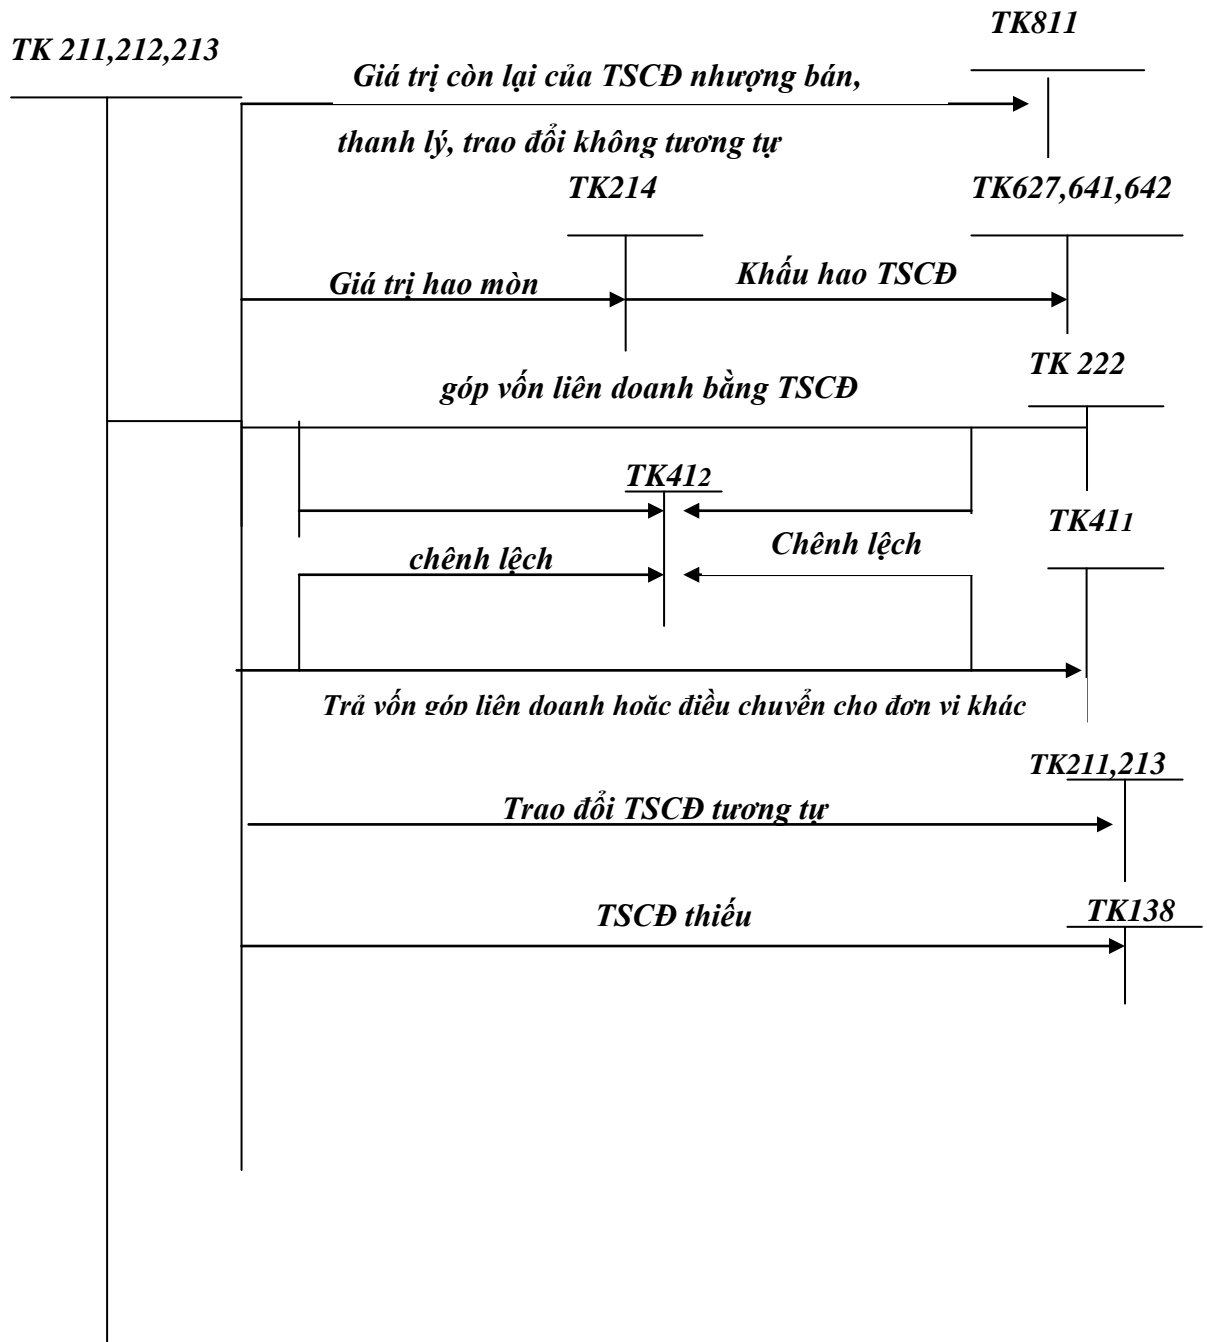 TK811
TK 211,212,213
Giá trị còn lại của TSCĐ nhượng bán,
thanh lý, trao đổi không tương tự
TK214
TK627,641,642
Giá trị hao mòn
Khấu hao TSCĐ
TK 222
góp vốn liên doanh bằng TSCĐ
TK412
TK411
chênh lệch
Chênh lệch
Trả vốn góp liên doanh hoặc điều chuyển cho đơn vị khác
TK211,213
Trao đổi TSCĐ tương tự
TSCĐ thiếu
TK138